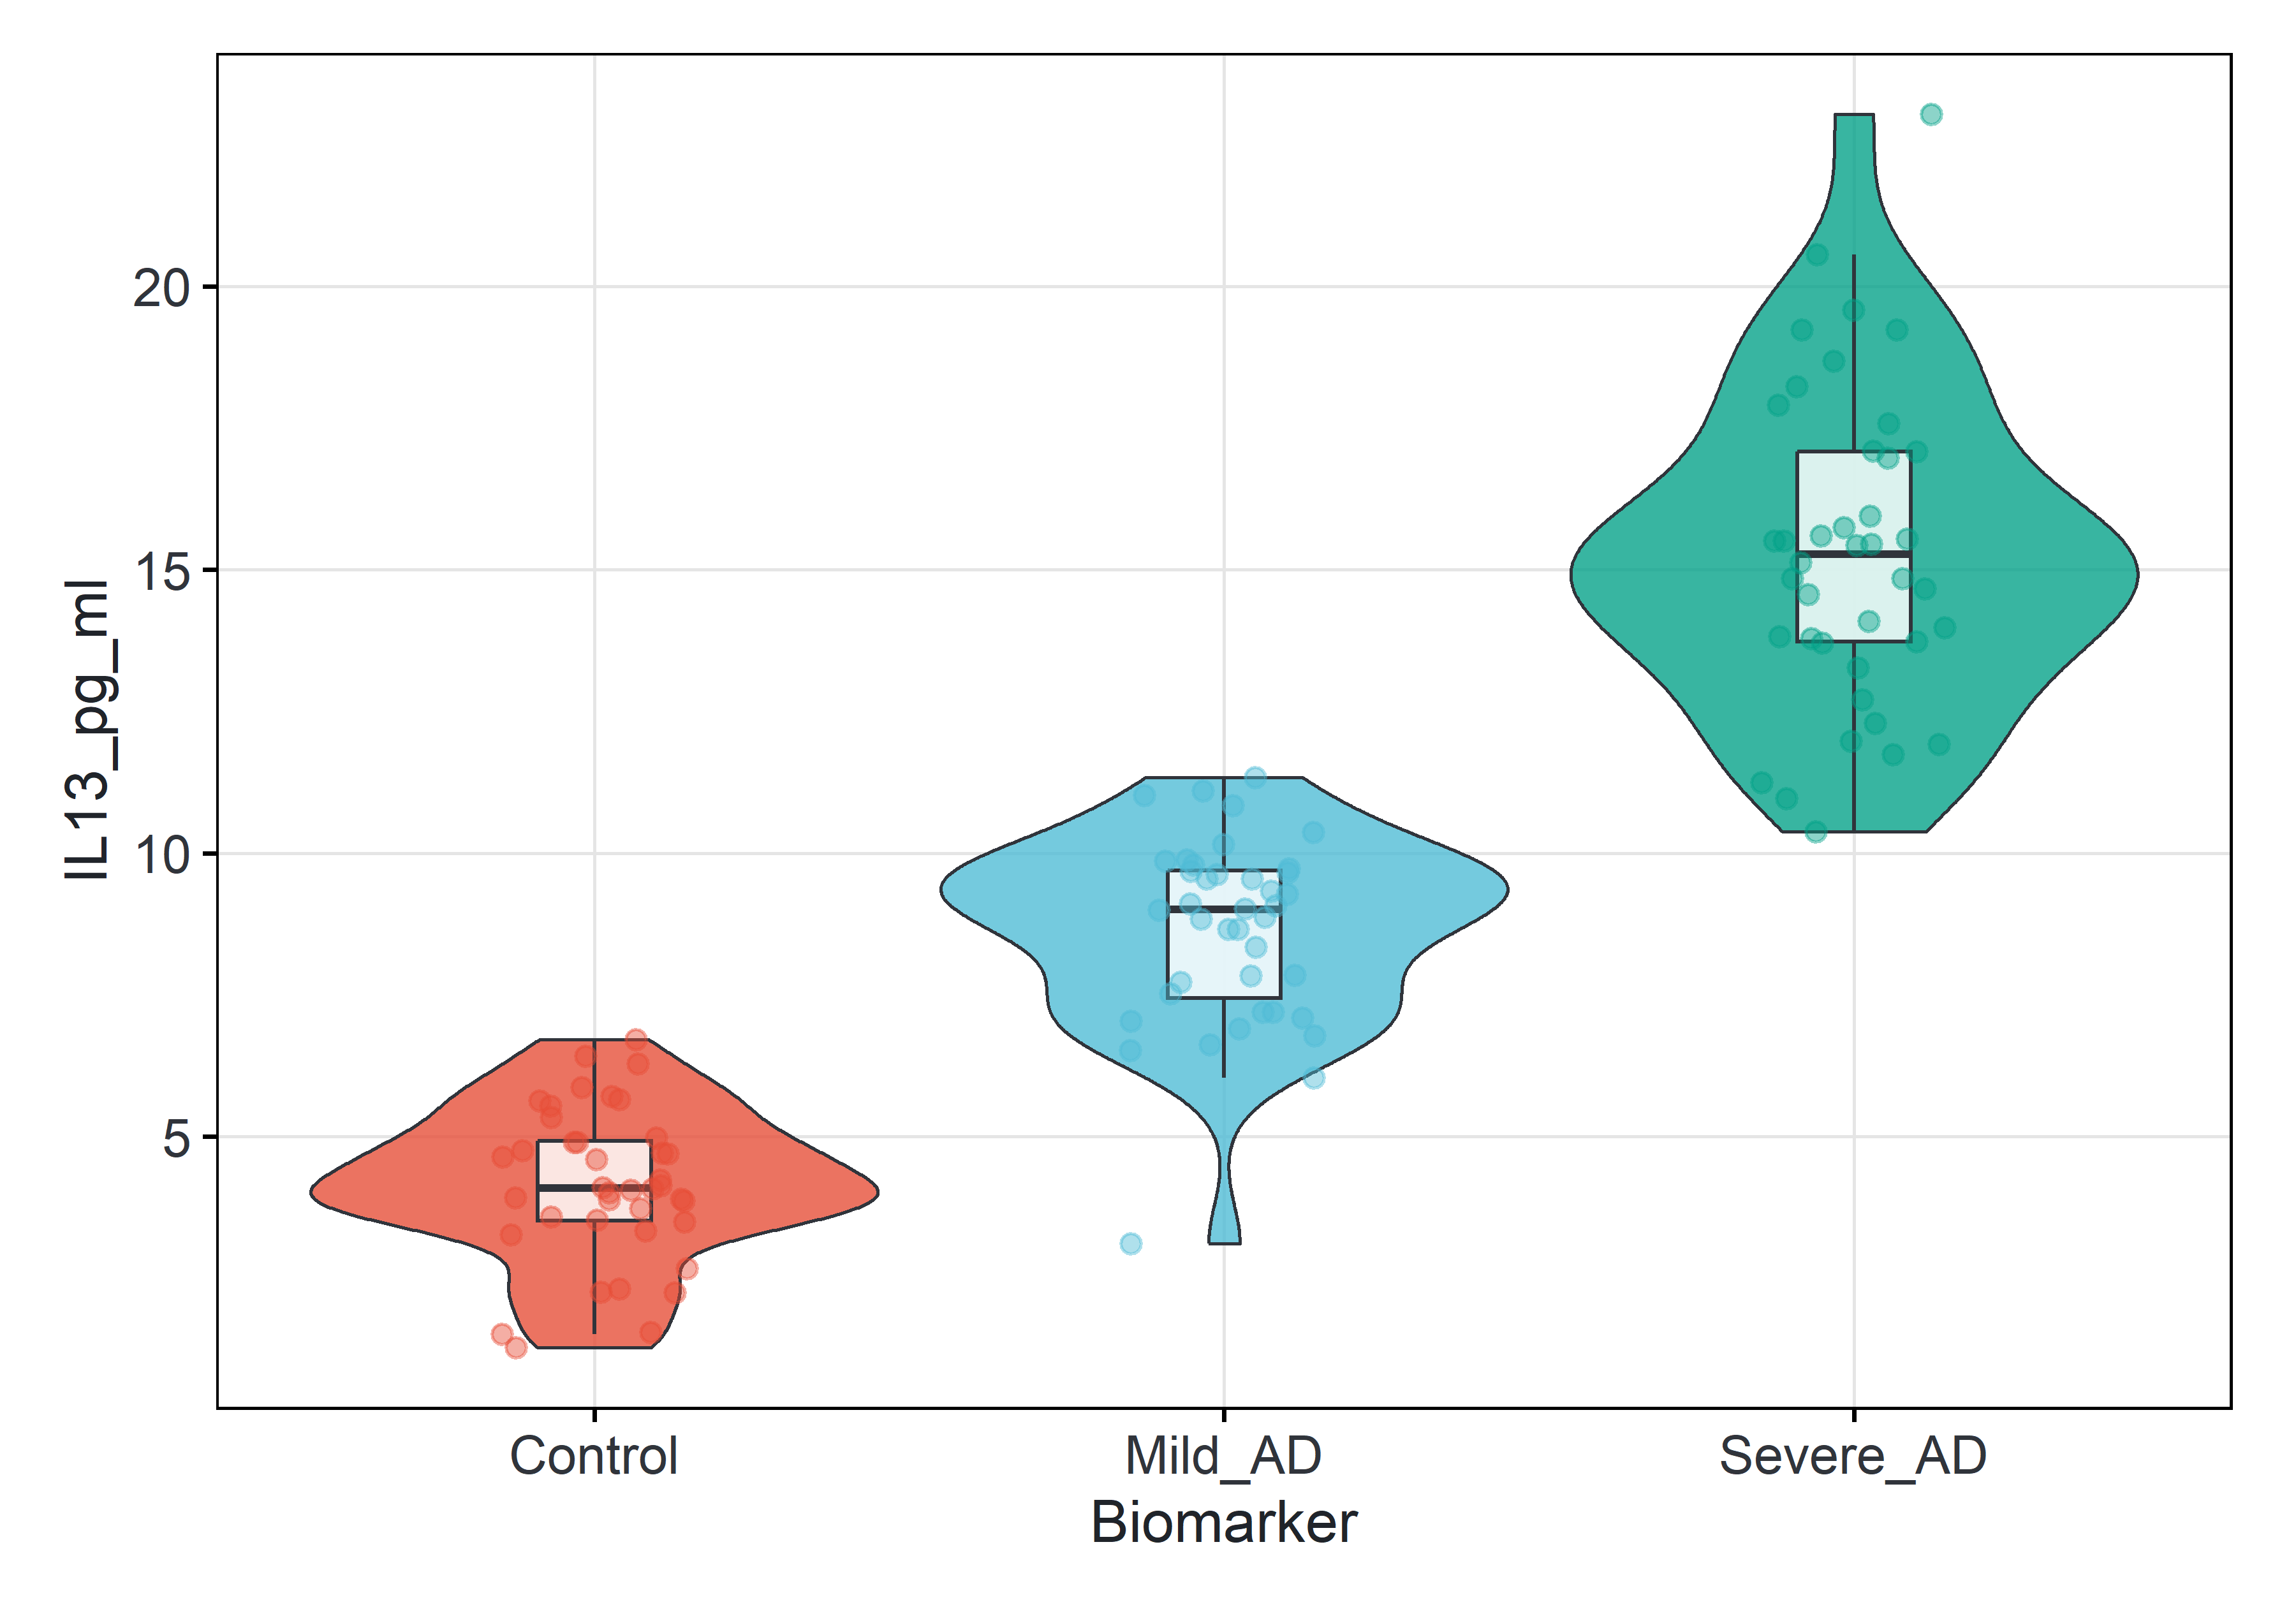 IL13_pg_ml
20
15
10
5
Control
Mild_AD
Severe_AD
Biomarker